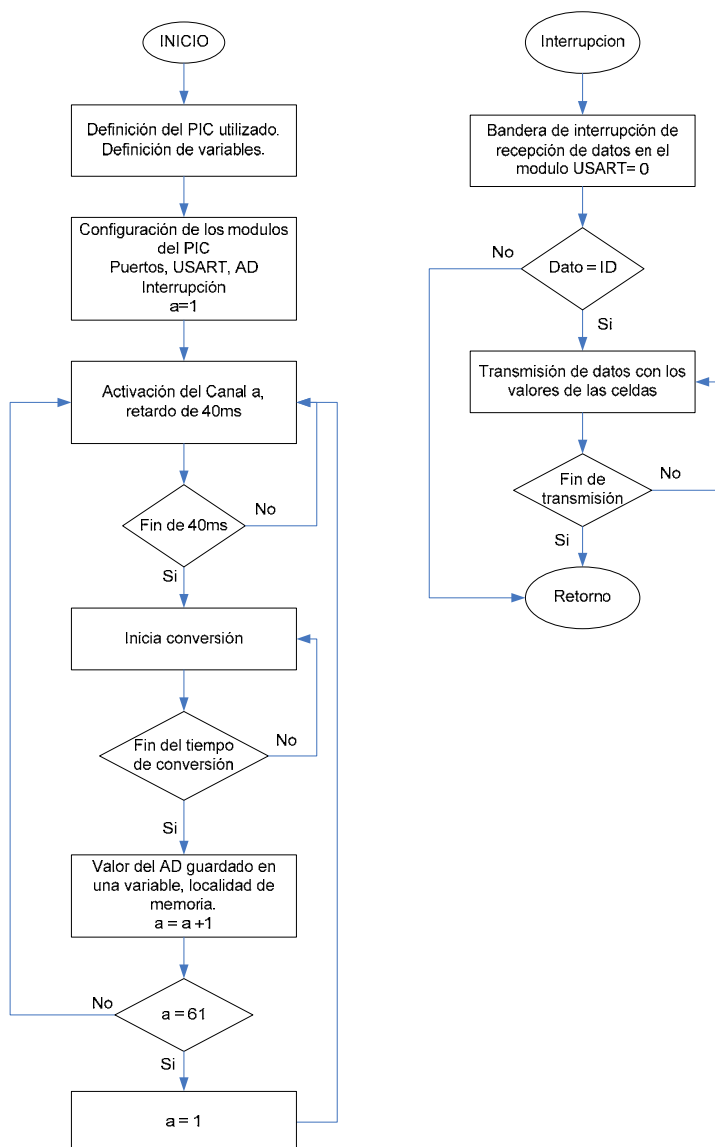 INICIO
Definición del PIC utilizado.
Definición de variables.
Configuración de los modulos
del PIC
Puertos, USART, AD
Interrupción
a=1
Activación del Canal a,
retardo de 40ms
Fin de 40ms
No
Si
Inicia conversión
Fin del tiempo
de conversión
No
Si
Valor del AD guardado en
una variable, localidad de
memoria.
a = a +1
No
a = 61
Si
a = 1
Interrupcion
Bandera de interrupción de
recepción de datos en el
modulo USART= 0
No
Dato = ID
Si
Transmisión de datos con los
valores de las celdas
Fin de
transmisión
No
Si
Retorno